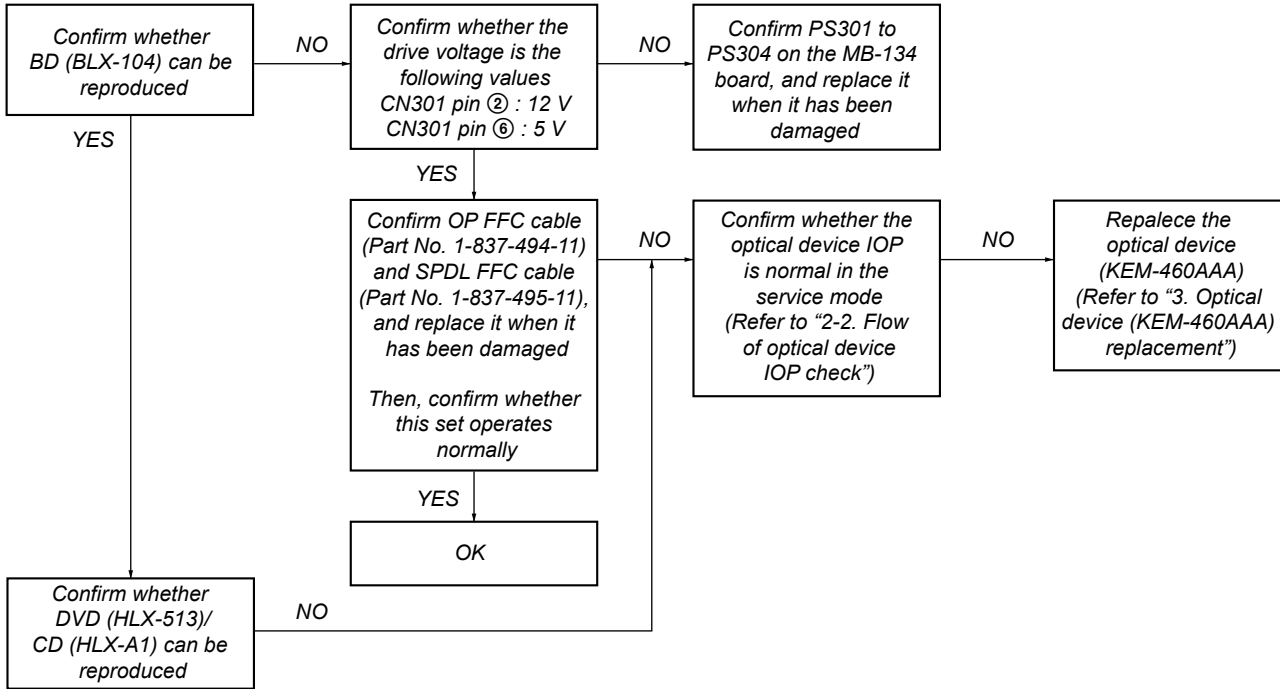 Confirm whether
BD (BLX-104) can be
reproduced
NO
Confirm whether the
drive voltage is the
following values
CN301 pin ② : 12 V
CN301 pin ⑥ : 5 V
NO
Confirm PS301 to
PS304 on the MB-134
board, and replace it
when it has been
damaged
YES
YES
Confirm OP FFC cable
(Part No. 1-837-494-11)
and SPDL FFC cable
(Part No. 1-837-495-11),
and replace it when it
has been damaged
Then, confirm whether
this set operates
normally
NO
Confirm whether the
optical device IOP
is normal in the
service mode
(Refer to “2-2. Flow
of optical device
IOP check”)
NO
Repalece the
optical device
(KEM-460AAA)
(Refer to “3. Optical
device (KEM-460AAA)
replacement”)
YES
OK
Confirm whether
DVD (HLX-513)/
CD (HLX-A1) can be
reproduced
NO